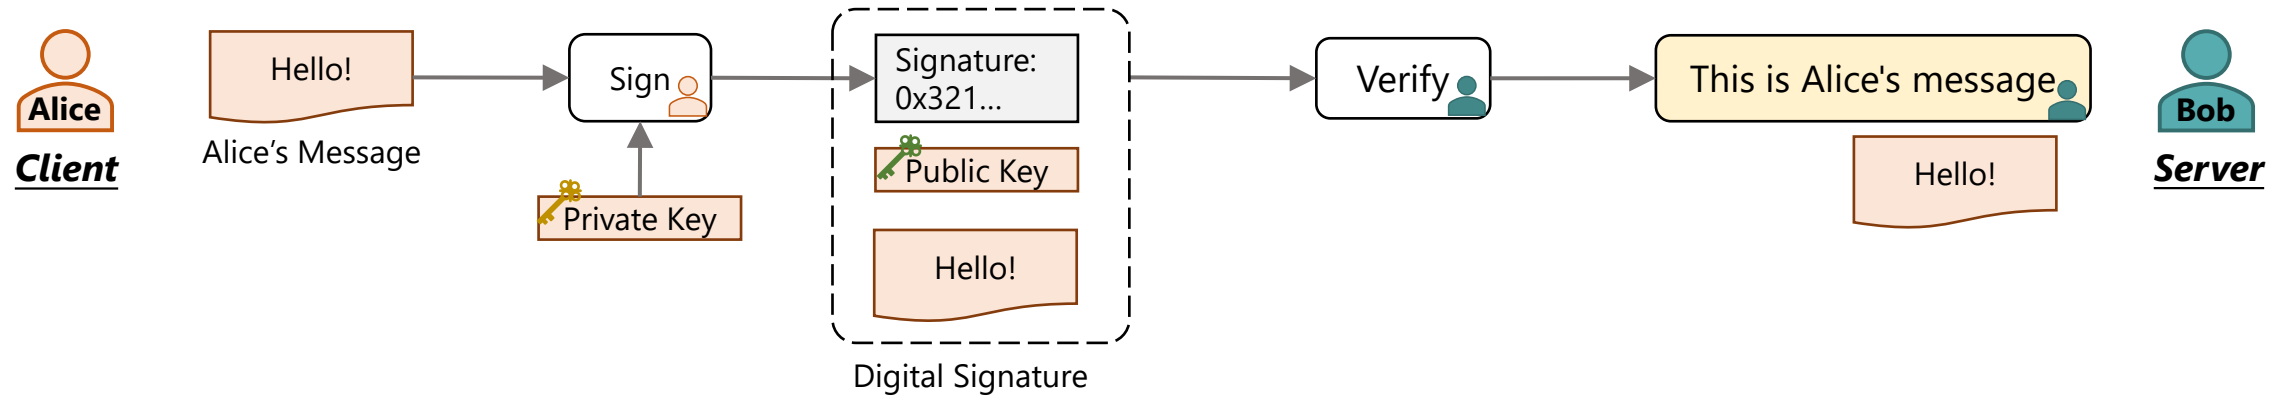 Alice
Client
Hello!
Alice’s Message
Sign
Private Key
Signature:
0x321...
Public Key
Hello!
Digital Signature
Verify
This is Alice's message
Hello!
Bob
Server